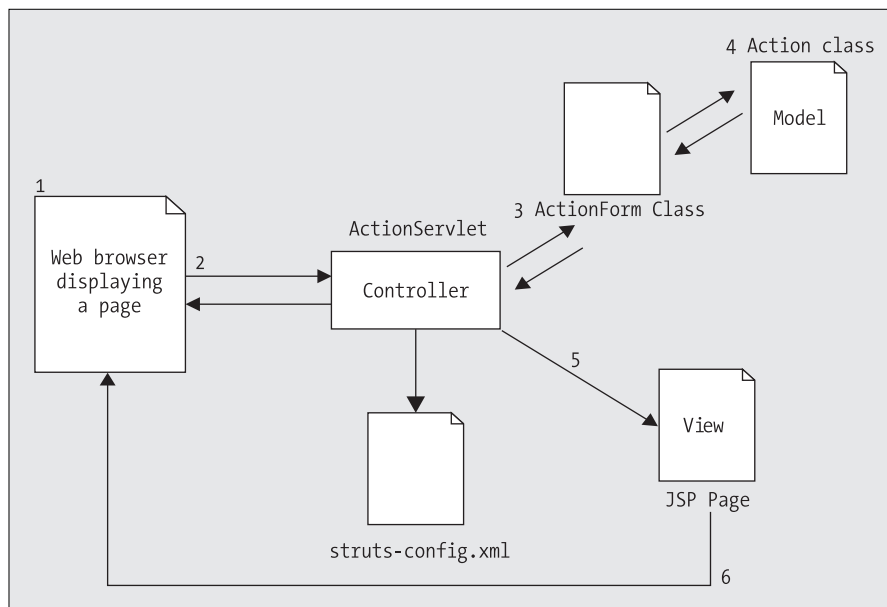 4 Action class
Model
3 ActionForm Class
1
Web browser
displaying
a page
2
ActionServlet
Controller
5
View
JSP Page
struts-config.xml
6